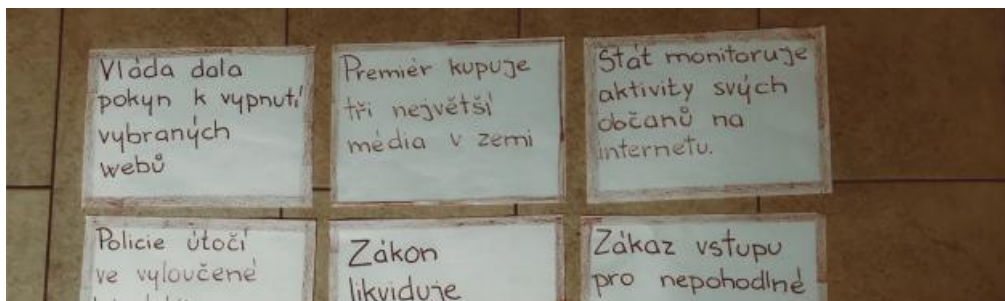 Vláda dala
pokyn k vypnutí
vybraných
webů
Premiér kupuje
tři největší
média v zemi
Stát monitoruje
aktivity svých
občanů na
internetu.
Policie útočí
ve vyloučené
Zákon
likviduje
Zákaz vstupu
pro nepohodlné